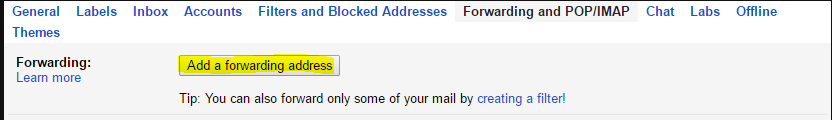 General Labels Inbox Accounts Filters and Blocked Addresses Forwarding and POP/IMAP Chat Labs Offline
Themes
Forwarding: Add a forwarding address
Learn more
Tip: You can also forward only some of your mail by creating a filter!